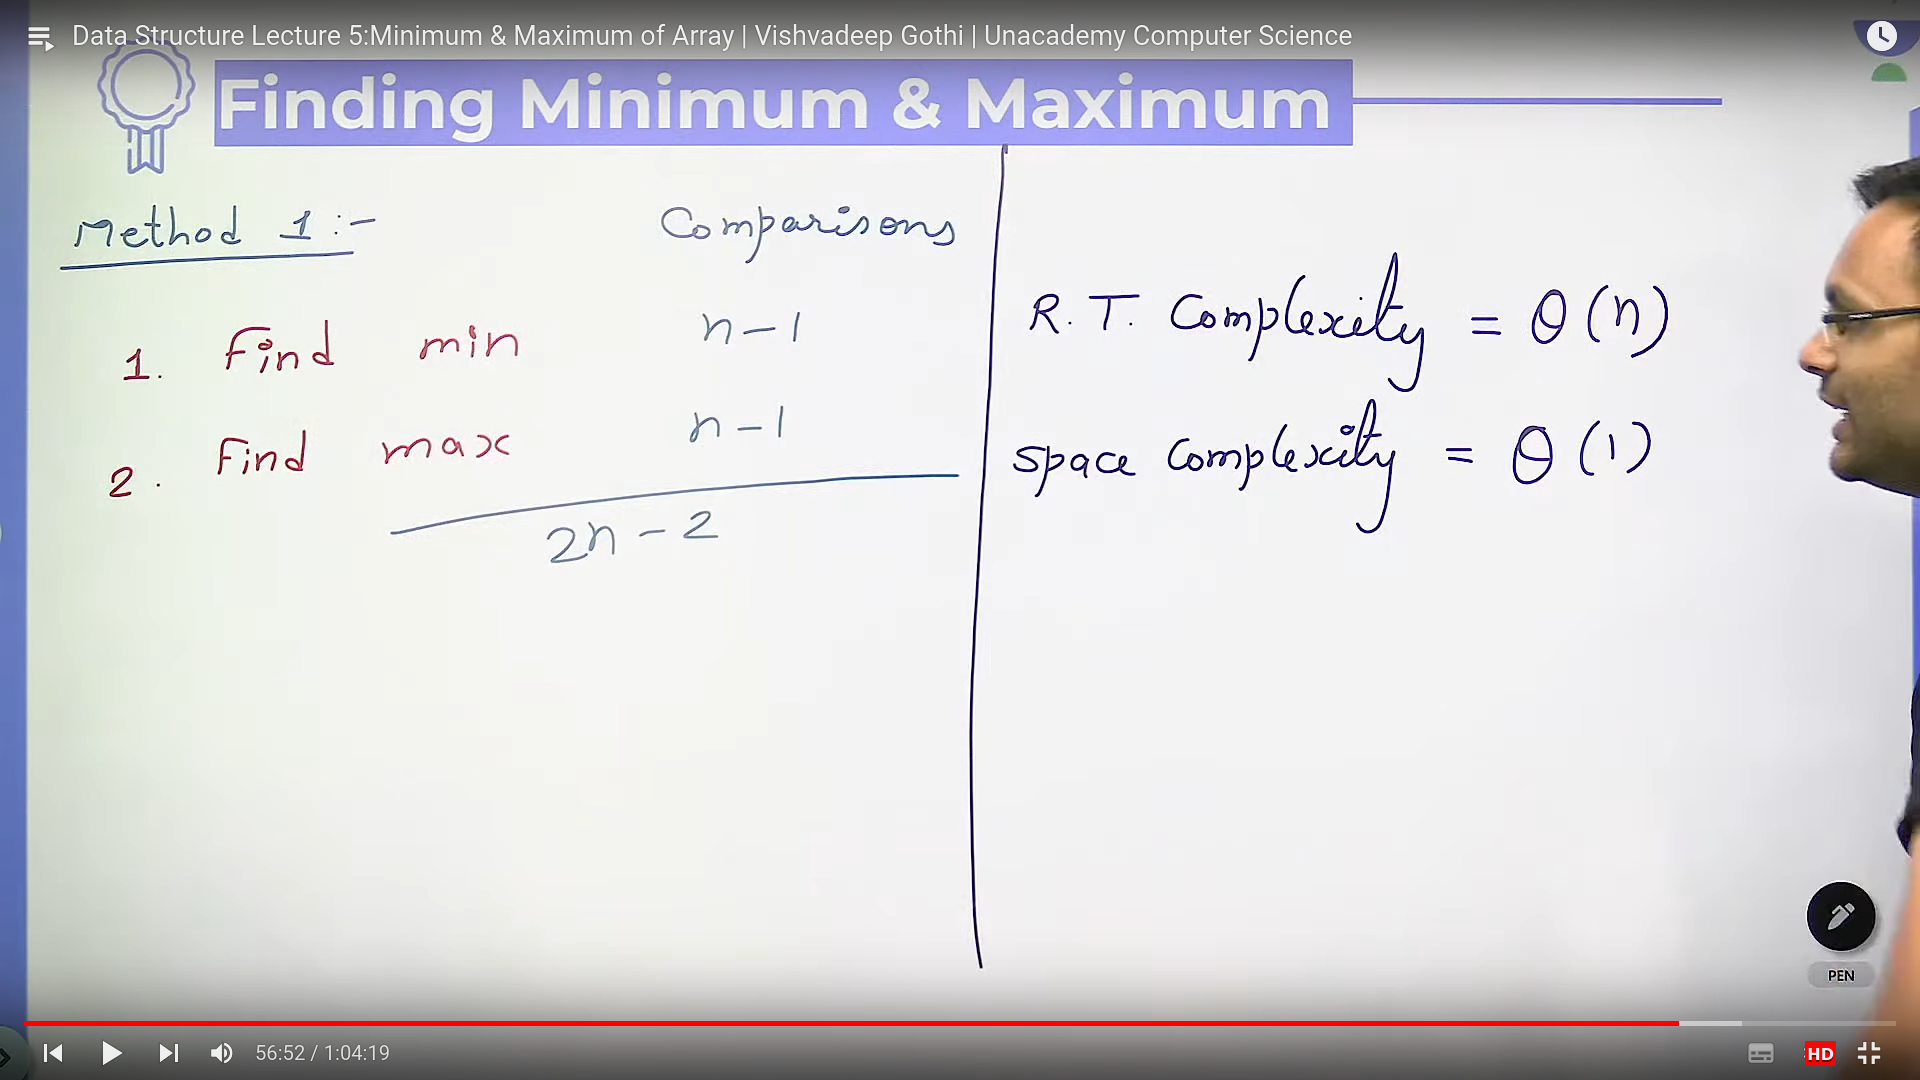 Data Structure Lecture 5:Minimum & Maximum of Array | Vishvadeep Gothi | Unacademy Computer Science
Finding Minimum & Maximum
Method 1:-
Comparisons
1. Find min n-1
2. Find max n-1
2n-2
R.T. Complexity = θ(n)
Space Complexity = θ(1)
PEN
56:52 / 1:04:19
HD